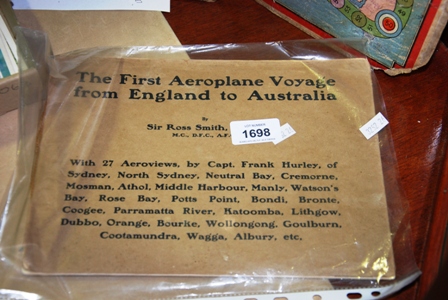 The First Aeroplane Voyage
from England to Australia
By
Sir Ross Smith,
M.C., D.F.C., A.F.
1698
With 27 Aeroviews, by Capt. Frank Hurley, of
Sydney, North Sydney, Neutral Bay, Cremorne,
Mosman, Athol, Middle Harbour, Manly, Watson's
Bay, Rose Bay, Potts Point, Bondi, Bronte,
Coogee, Parramatta River, Katoomba, Lithgow,
Dubbo, Orange, Bourke, Wollongong, Goulburn,
Cootamundra, Wagga, Albury, etc.